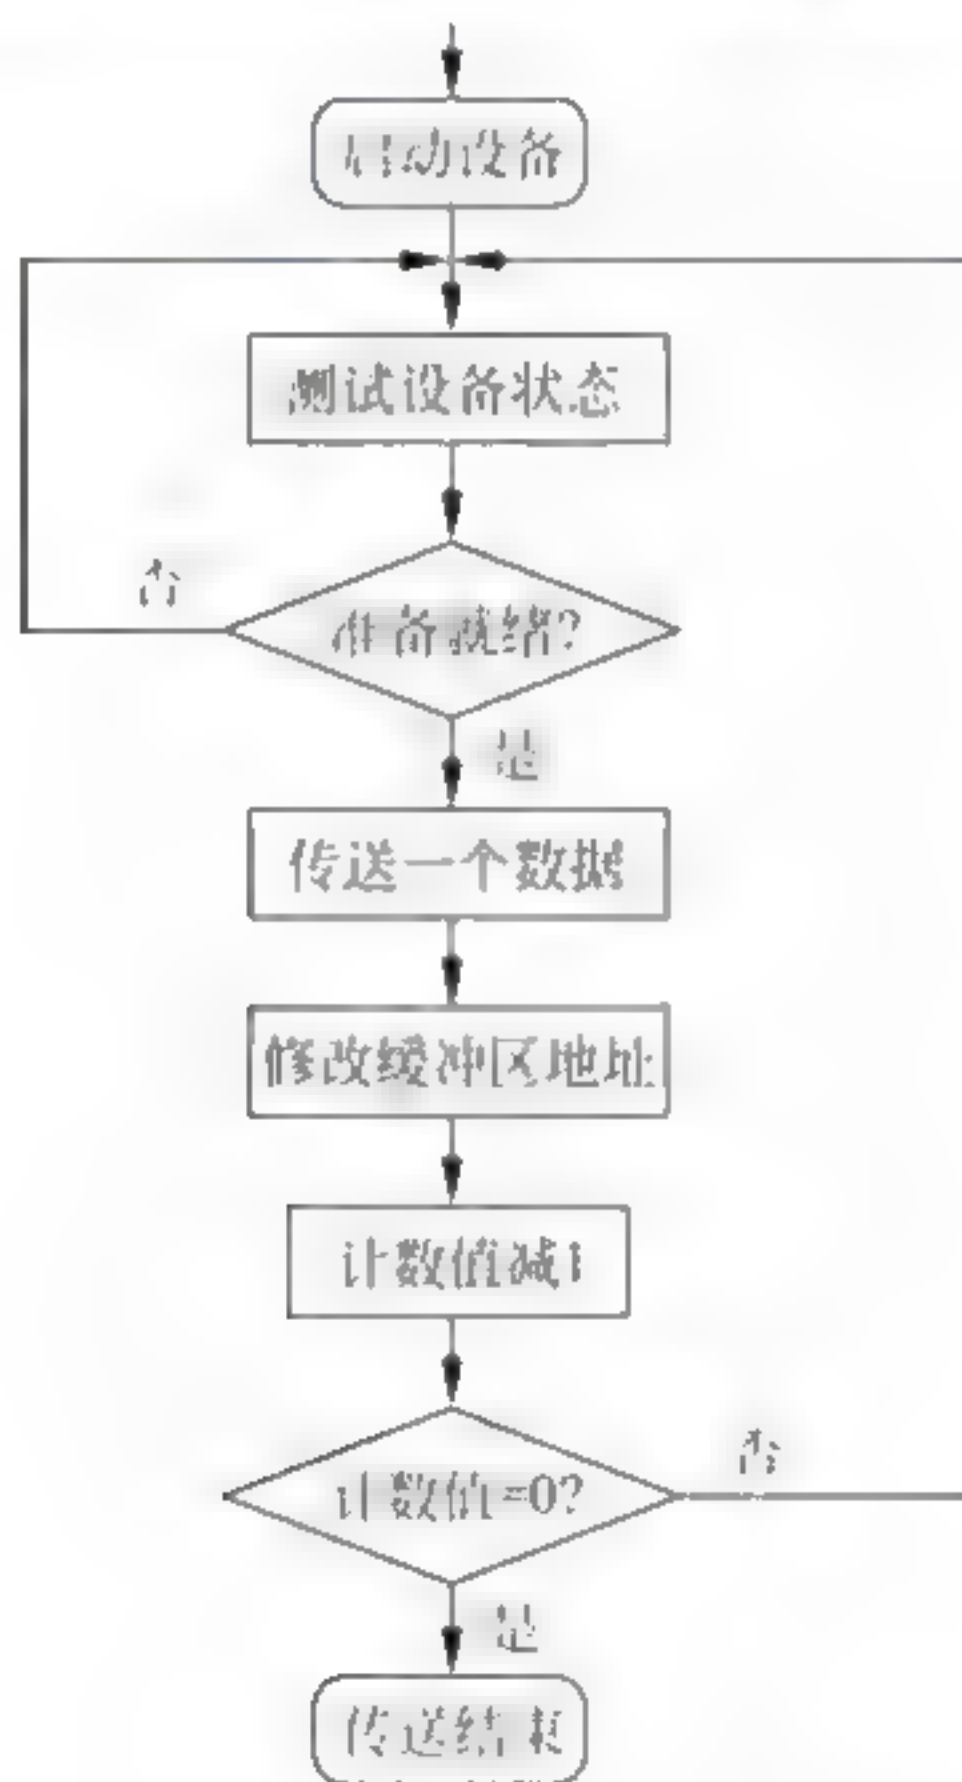 启动设备
测试设备状态
否
准备就绪?
是
传送一个数据
修改缓冲区地址
计数值减1
否
计数值=0?
是
传送结束